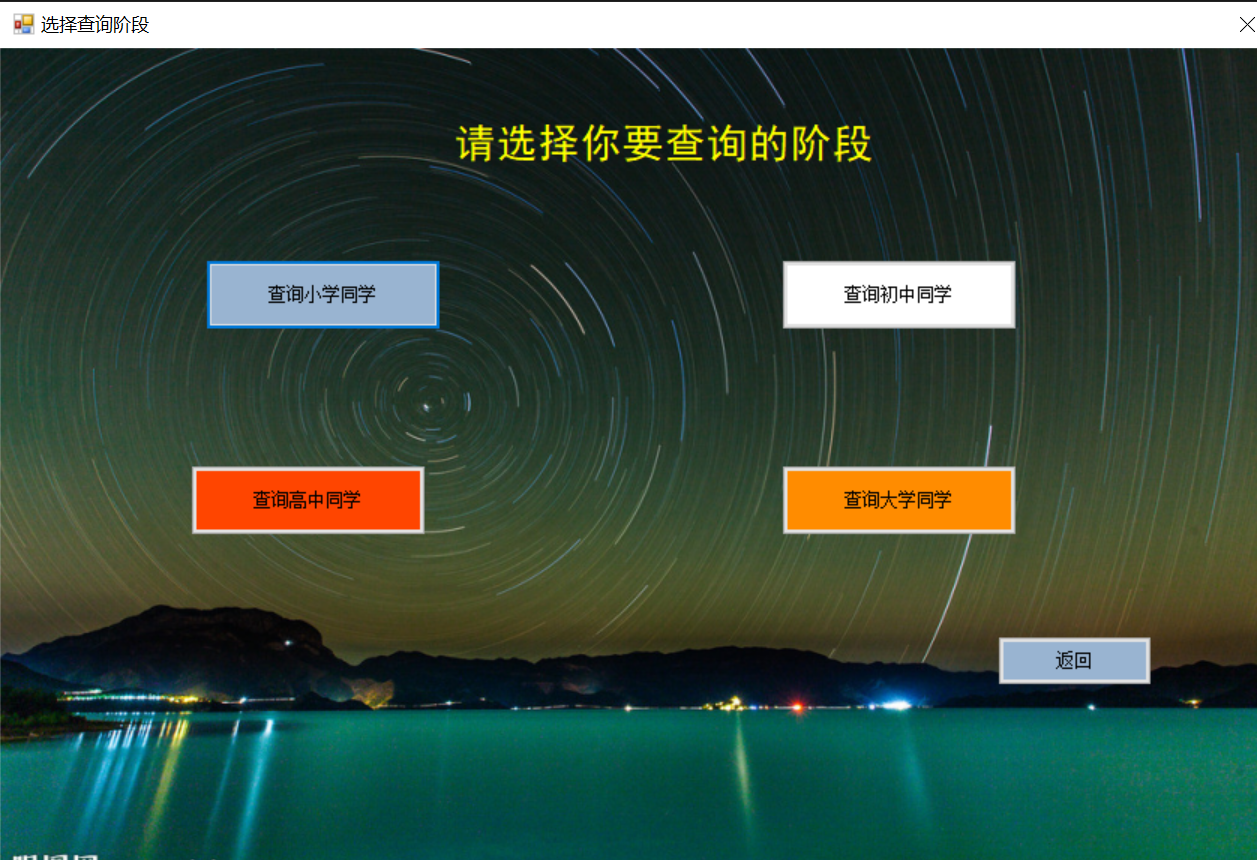 选择查询阶段
请选择你要查询的阶段
查询小学同学
查询初中同学
查询高中同学
查询大学同学
返回